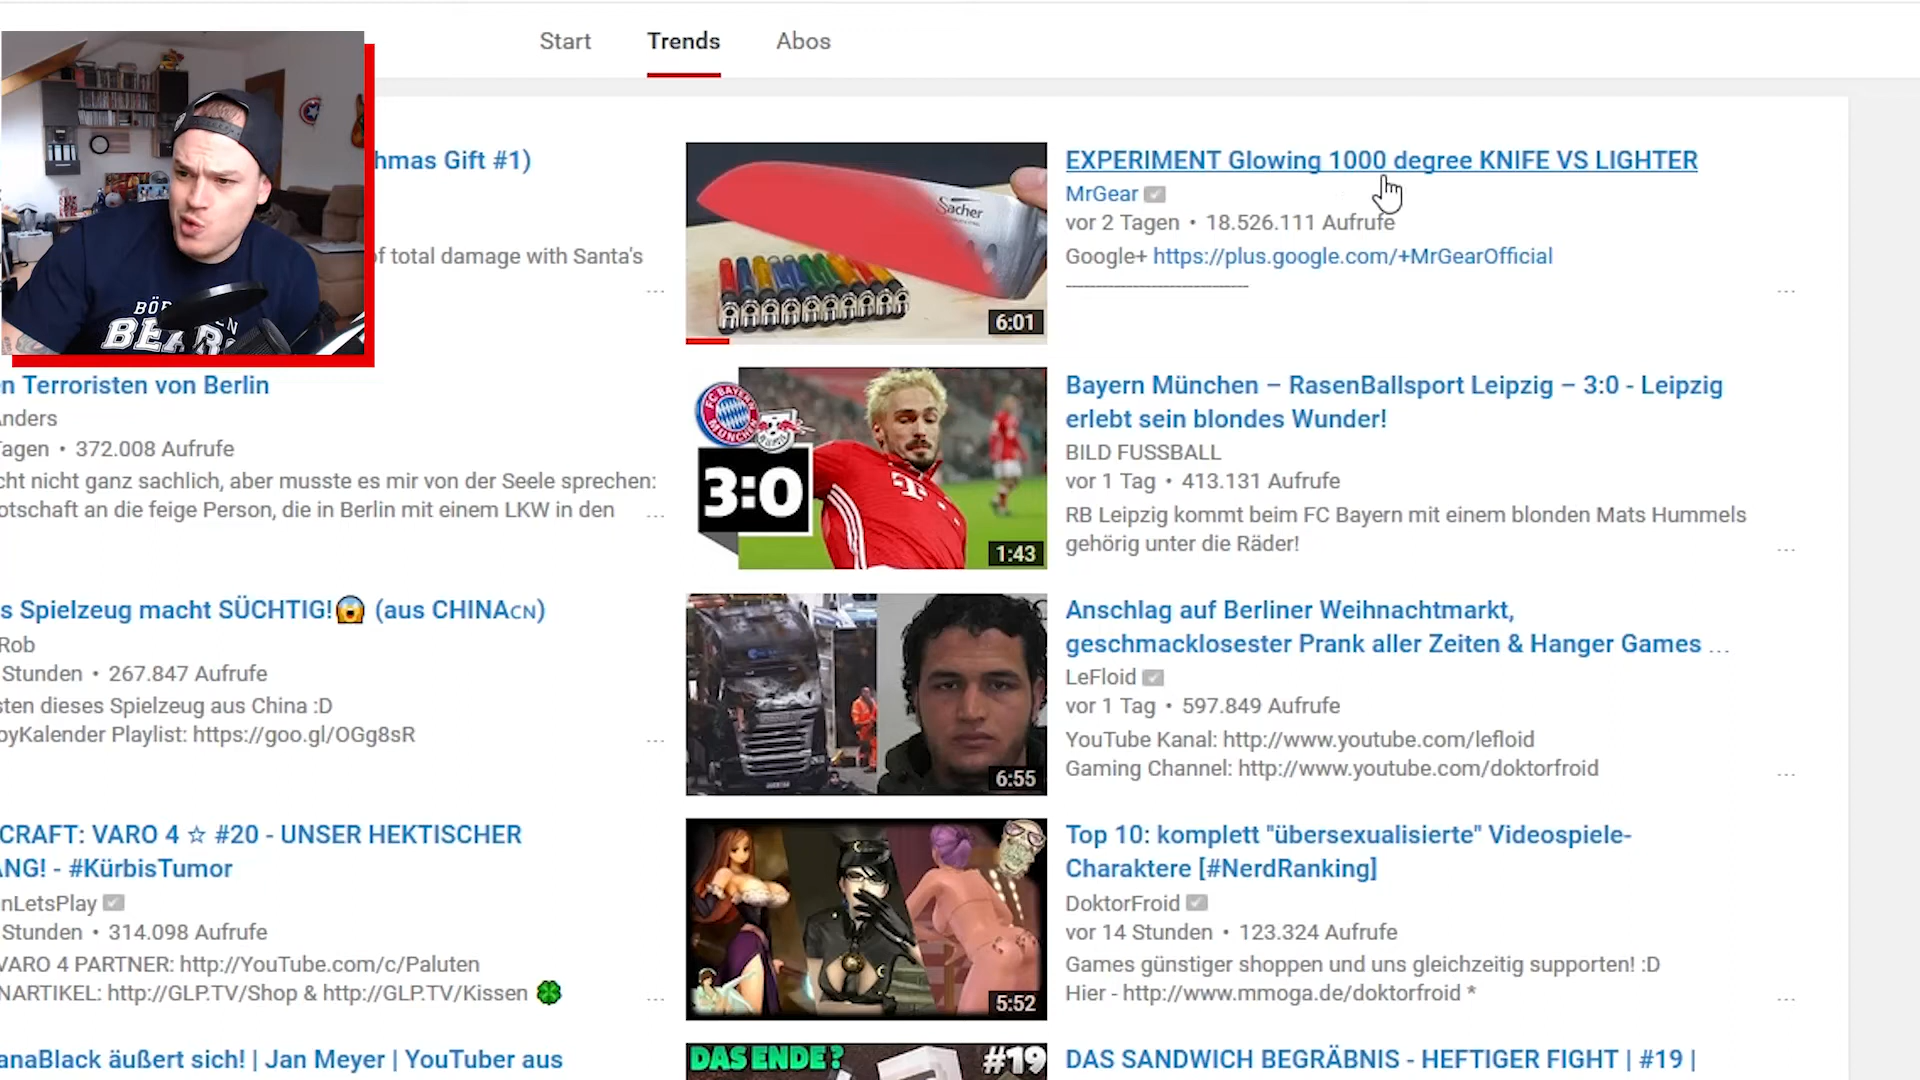 Start Trends Abos
hmas Gift #1)
of total damage with Santa's
...
n Terroristen von Berlin
Anders
Tagen • 372.008 Aufrufe
cht nicht ganz sachlich, aber musste es mir von der Seele sprechen:
otschaft an die feige Person, die in Berlin mit einem LKW in den
...
s Spielzeug macht SÜCHTIG!😱 (aus CHINACN)
Rob
Stunden • 267.847 Aufrufe
sten dieses Spielzeug aus China :D
oyKalender Playlist: https://goo.gl/OGg8sR
...
CRAFT: VARO 4 ☆ #20 - UNSER HEKTISCHER
ANG! - #KürbisTumor
nLetsPlay
Stunden • 314.098 Aufrufe
VARO 4 PARTNER: http://YouTube.com/c/Paluten
NARTIKEL: http://GLP.TV/Shop & http://GLP.TV/Kissen 🍀
...
anaBlack äußert sich! | Jan Meyer | YouTuber aus
Sacher
6:01
EXPERIMENT Glowing 1000 degree KNIFE VS LIGHTER
MrGear
vor 2 Tagen • 18.526.111 Aufrufe
Google+ https://plus.google.com/+MrGearOfficial
------------------------------
...
FC BAYERN
MÜNCHEN
3:0
1:43
Bayern München – RasenBallsport Leipzig – 3:0 - Leipzig
erlebt sein blondes Wunder!
BILD FUSSBALL
vor 1 Tag • 413.131 Aufrufe
RB Leipzig kommt beim FC Bayern mit einem blonden Mats Hummels
gehörig unter die Räder!
...
6:55
Anschlag auf Berliner Weihnachtmarkt,
geschmacklosester Prank aller Zeiten & Hanger Games ...
LeFloid
vor 1 Tag • 597.849 Aufrufe
YouTube Kanal: http://www.youtube.com/lefloid
Gaming Channel: http://www.youtube.com/doktorfroid
...
5:52
Top 10: komplett "übersexualisierte" Videospiele-
Charaktere [#NerdRanking]
DoktorFroid
vor 14 Stunden • 123.324 Aufrufe
Games günstiger shoppen und uns gleichzeitig supporten! :D
Hier - http://www.mmoga.de/doktorfroid *
...
DAS ENDE? #19
DAS SANDWICH BEGRÄBNIS - HEFTIGER FIGHT | #19 |